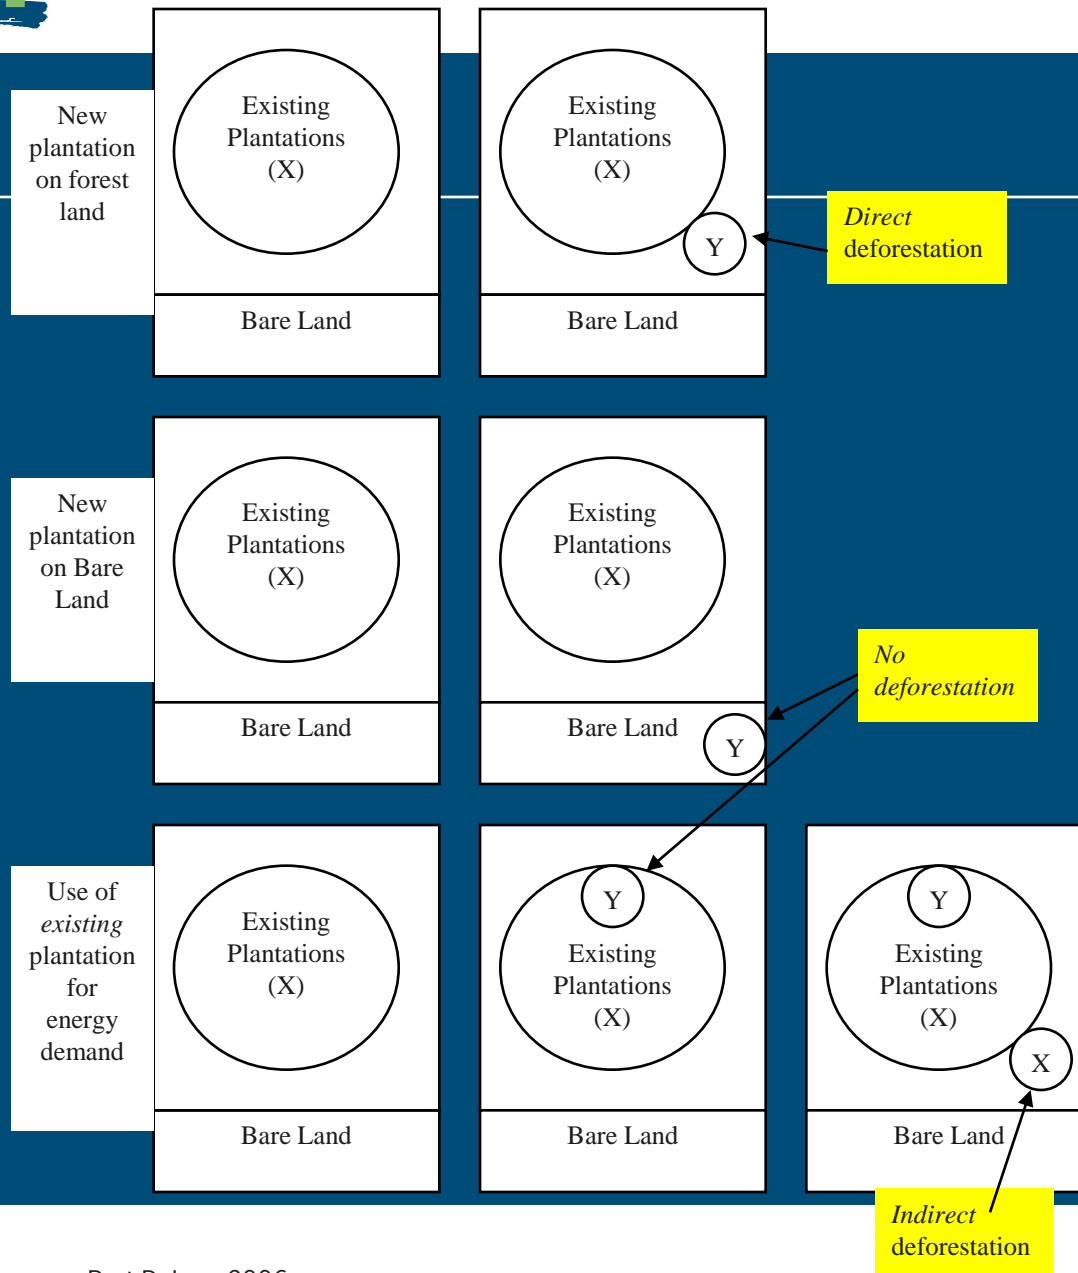 New
plantation
on forest
land
Existing
Plantations
(X)
Bare Land
Existing
Plantations
(X)
Y
Bare Land
Direct
deforestation
New
plantation
on Bare
Land
Existing
Plantations
(X)
Bare Land
Existing
Plantations
(X)
Bare Land
Y
No
deforestation
Use of
existing
plantation
for
energy
demand
Existing
Plantations
(X)
Bare Land
Y
Existing
Plantations
(X)
Bare Land
Y
Existing
Plantations
(X)
X
Bare Land
Indirect
deforestation